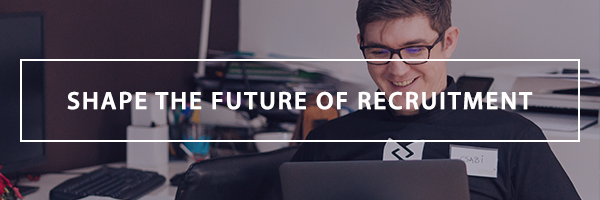 SHAPE THE FUTURE OF RECRUITMENT